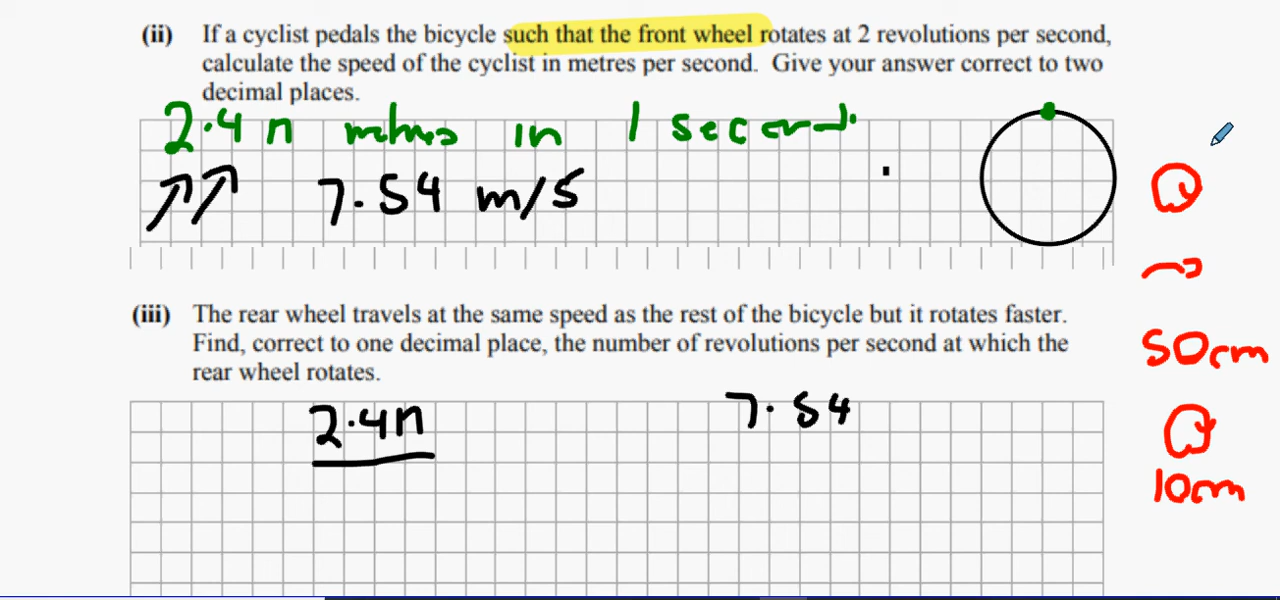 (ii) If a cyclist pedals the bicycle such that the front wheel rotates at 2 revolutions per second,
calculate the speed of the cyclist in metres per second. Give your answer correct to two
decimal places.
2.4π metres in 1 second.
7.54 m/s
(iii) The rear wheel travels at the same speed as the rest of the bicycle but it rotates faster.
Find, correct to one decimal place, the number of revolutions per second at which the
rear wheel rotates.
2.4π 7.54
50cm
10cm